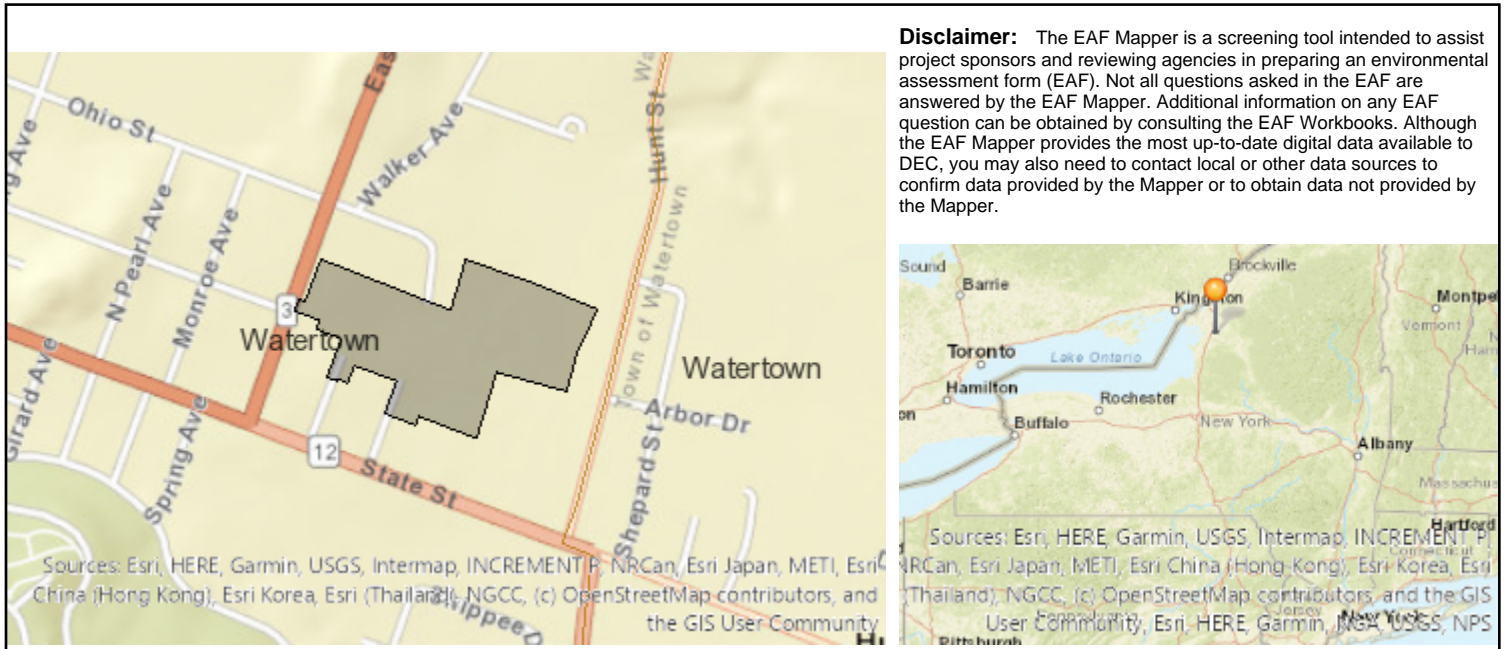 Disclaimer: The EAF Mapper is a screening tool intended to assist
project sponsors and reviewing agencies in preparing an environmental
assessment form (EAF). Not all questions asked in the EAF are
answered by the EAF Mapper. Additional information on any EAF
question can be obtained by consulting the EAF Workbooks. Although
the EAF Mapper provides the most up-to-date digital data available to
DEC, you may also need to contact local or other data sources to
confirm data provided by the Mapper or to obtain data not provided by
the Mapper.
Ohio St
Walker Ave
Hunt St
N Pearl Ave
Monroe Ave
3
Watertown
Town of Watertown
Watertown
Girard Ave
Spring Ave
12
State St
Arbor Dr
Shepard St
Sources: Esri, HERE, Garmin, USGS, Intermap, INCREMENT P, NRCan, Esri Japan, METI, Esri
China (Hong Kong), Esri Korea, Esri (Thailand), NGCC, (c) OpenStreetMap contributors, and
the GIS User Community
Sound
Barrie
Brockville
Kingston
Montpel
Vermont
Toronto
Lake Ontario
Hamilton
Rochester
Buffalo
New York
Albany
Massachus
Hartford
Connecticut
Sources: Esri, HERE, Garmin, USGS, Intermap, INCREMENT P,
NRCan, Esri Japan, METI, Esri China (Hong Kong), Esri Korea, Esri
(Thailand), NGCC, (c) OpenStreetMap contributors, and the GIS
User Community, Esri, HERE, Garmin, NGA, USGS, NPS
Pennsylvania
Jersey
New York
Pittsburgh